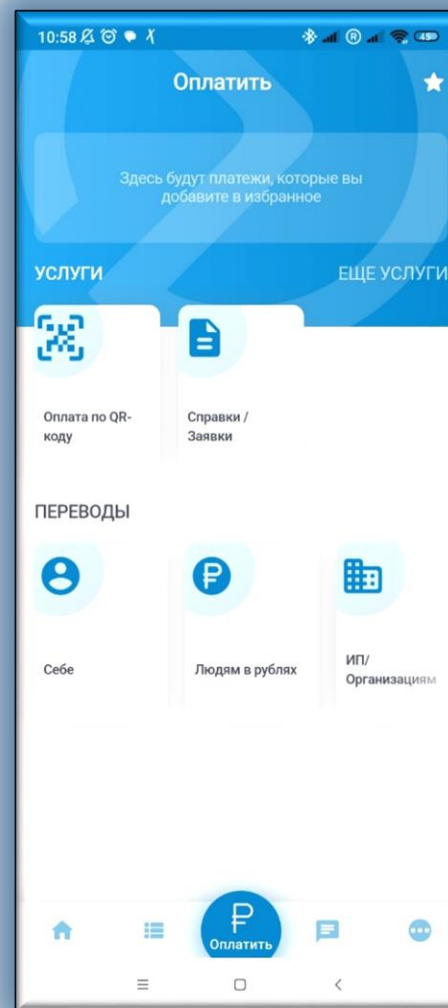 10:58
45
Оплатить
Здесь будут платежи, которые вы
добавите в избранное
УСЛУГИ
ЕЩЕ УСЛУГИ
Оплата по QR-
коду
Справки /
Заявки
ПЕРЕВОДЫ
Себе
Людям в рублях
ИП/
Организациям
Оплатить